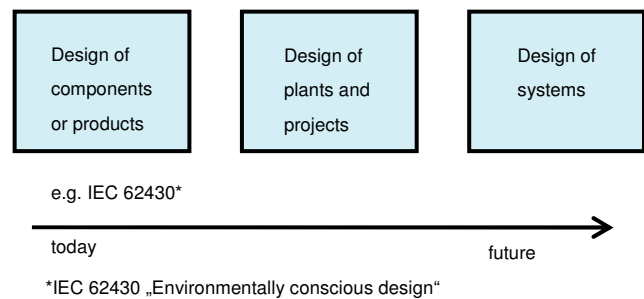 Design of
components
or products
Design of
plants and
projects
Design of
systems
e.g. IEC 62430*
today
future
*IEC 62430 „Environmentally conscious design“